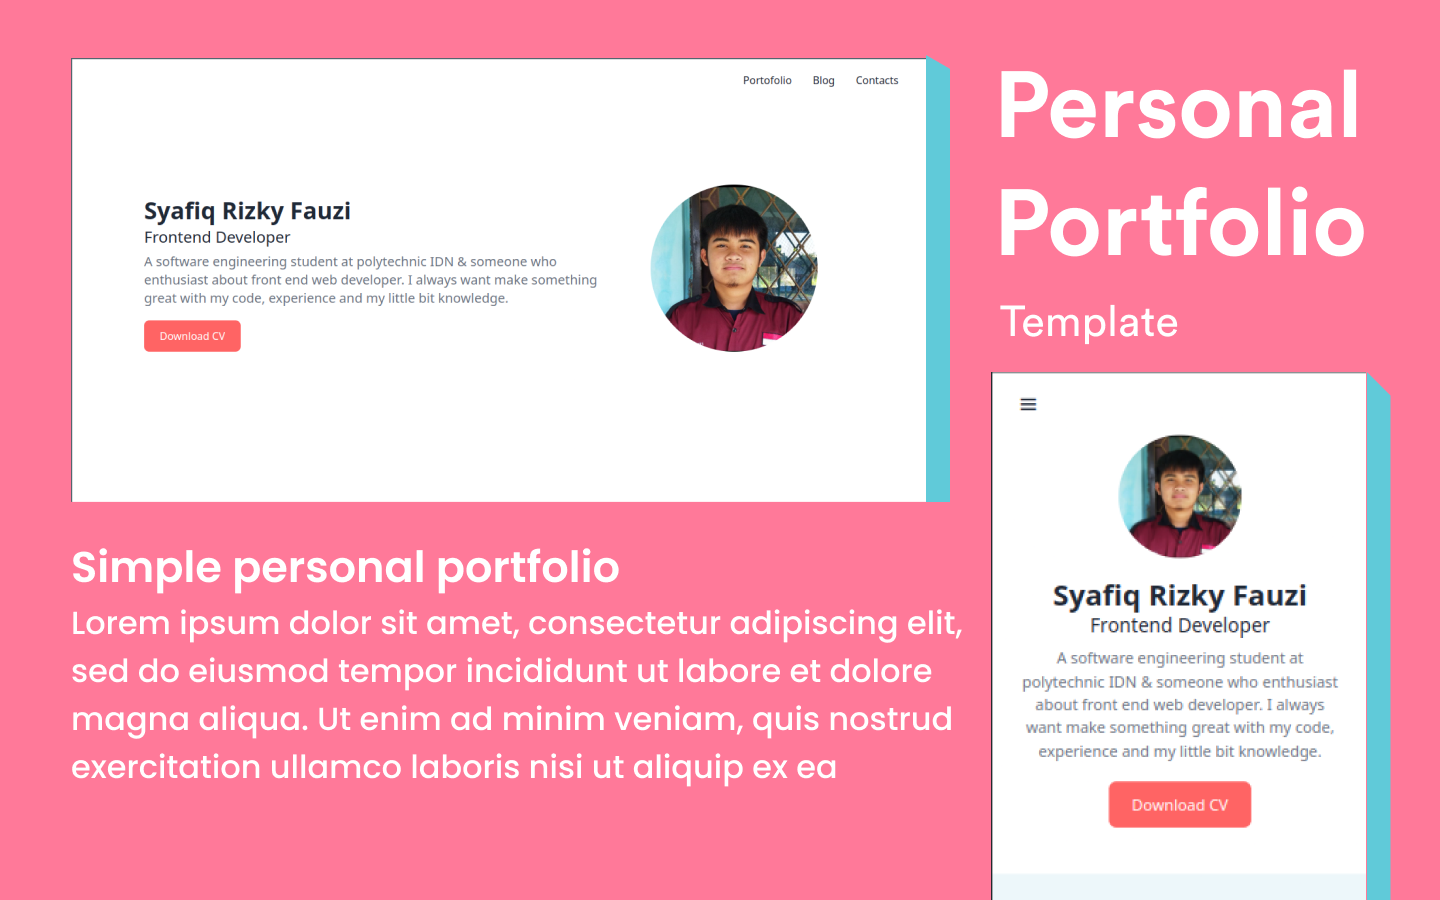 Portofolio Blog Contacts
Syafiq Rizky Fauzi
Frontend Developer
A software engineering student at polytechnic IDN & someone who
enthusiast about front end web developer. I always want make something
great with my code, experience and my little bit knowledge.
Download CV
Personal
Portfolio
Template
Simple personal portfolio
Lorem ipsum dolor sit amet, consectetur adipiscing elit,
sed do eiusmod tempor incididunt ut labore et dolore
magna aliqua. Ut enim ad minim veniam, quis nostrud
exercitation ullamco laboris nisi ut aliquip ex ea
Syafiq Rizky Fauzi
Frontend Developer
A software engineering student at
polytechnic IDN & someone who enthusiast
about front end web developer. I always
want make something great with my code,
experience and my little bit knowledge.
Download CV